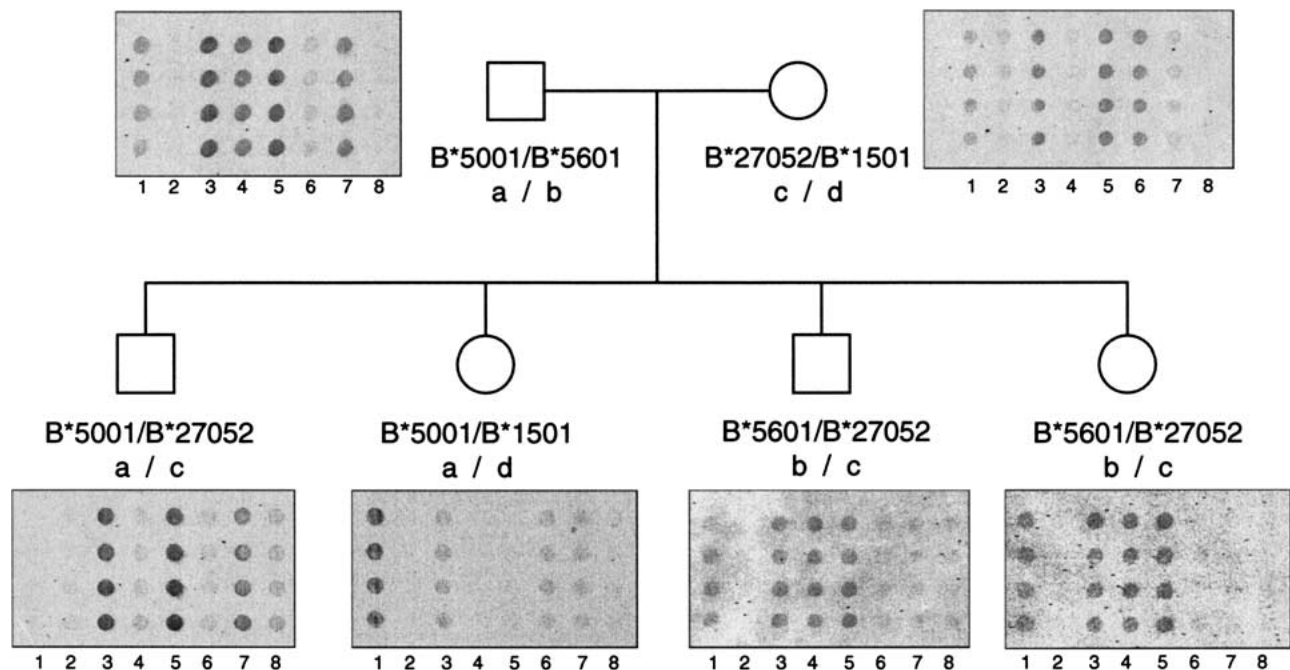 B*5001/B*5601
a / b
B*27052/B*1501
c / d
1 2 3 4 5 6 7 8
1 2 3 4 5 6 7 8
B*5001/B*27052
a / c
B*5001/B*1501
a / d
B*5601/B*27052
b / c
B*5601/B*27052
b / c
1 2 3 4 5 6 7 8
1 2 3 4 5 6 7 8
1 2 3 4 5 6 7 8
1 2 3 4 5 6 7 8